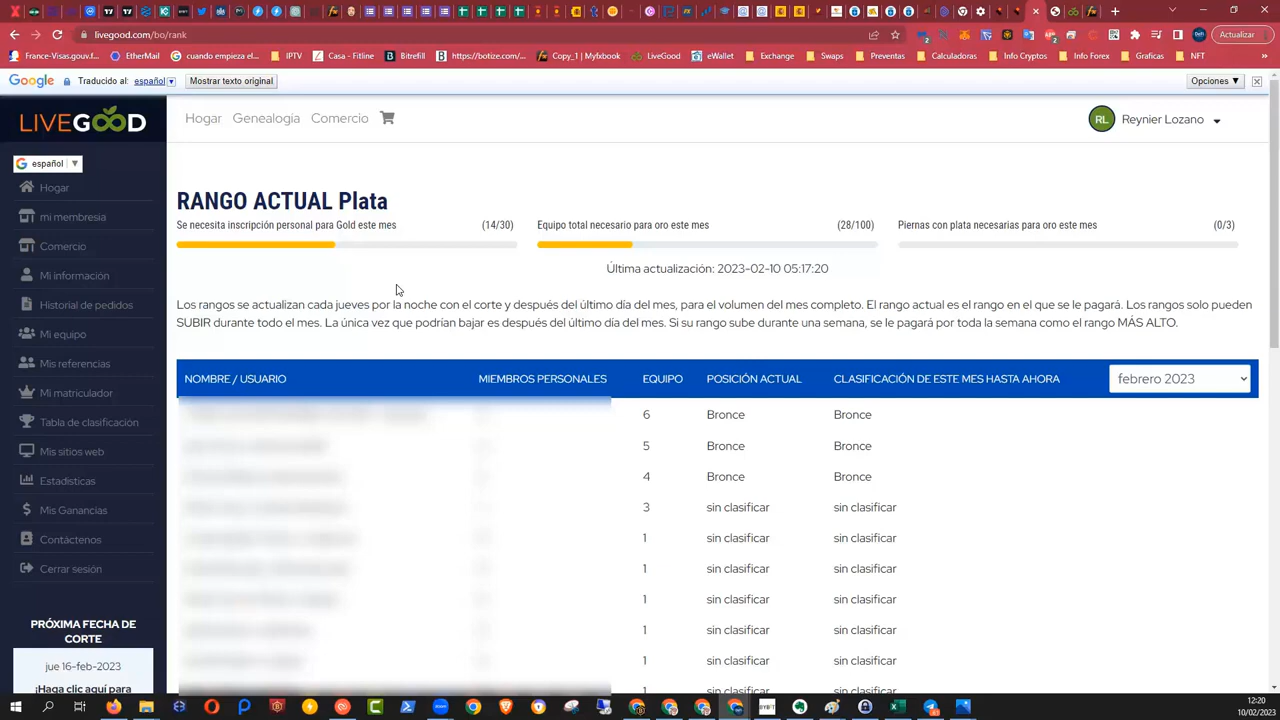 livegood.com/bo/rank
Actualizar
France-Visas.gouv.f...
EtherMail
cuando empieza el...
IPTV
Casa - Fitline
Bitrefill
https://botize.com/...
Copy_1 | Myfxbook
LiveGood
eWallet
Exchange
Swaps
Preventas
Calculadoras
Info Cryptos
Info Forex
Graficas
NFT
Google
Traducido al: español
Mostrar texto original
Opciones ▼
LIVEGOOD
Hogar
Genealogía
Comercio
RL
Reynier Lozano
español ▼
Hogar
mi membresia
Comercio
Mi información
Historial de pedidos
Mi equipo
Mis referencias
Mi matriculador
Tabla de clasificación
Mis sitios web
Estadísticas
Mis Ganancias
Contáctenos
Cerrar sesión
PRÓXIMA FECHA DE
CORTE
jue 16-feb-2023
¡Haga clic aquí para
RANGO ACTUAL Plata
Se necesita inscripción personal para Gold este mes (14/30)
Equipo total necesario para oro este mes (28/100)
Piernas con plata necesarias para oro este mes (0/3)
Última actualización: 2023-02-10 05:17:20
Los rangos se actualizan cada jueves por la noche con el corte y después del último día del mes, para el volumen del mes completo. El rango actual es el rango en el que se le pagará. Los rangos solo pueden
SUBIR durante todo el mes. La única vez que podrían bajar es después del último día del mes. Si su rango sube durante una semana, se le pagará por toda la semana como el rango MÁS ALTO.
NOMBRE / USUARIO MIEMBROS PERSONALES EQUIPO POSICIÓN ACTUAL CLASIFICACIÓN DE ESTE MES HASTA AHORA febrero 2023
6 Bronce Bronce
5 Bronce Bronce
4 Bronce Bronce
3 sin clasificar sin clasificar
1 sin clasificar sin clasificar
1 sin clasificar sin clasificar
1 sin clasificar sin clasificar
1 sin clasificar sin clasificar
1 sin clasificar sin clasificar
1 sin clasificar sin clasificar
12:20
10/02/2023